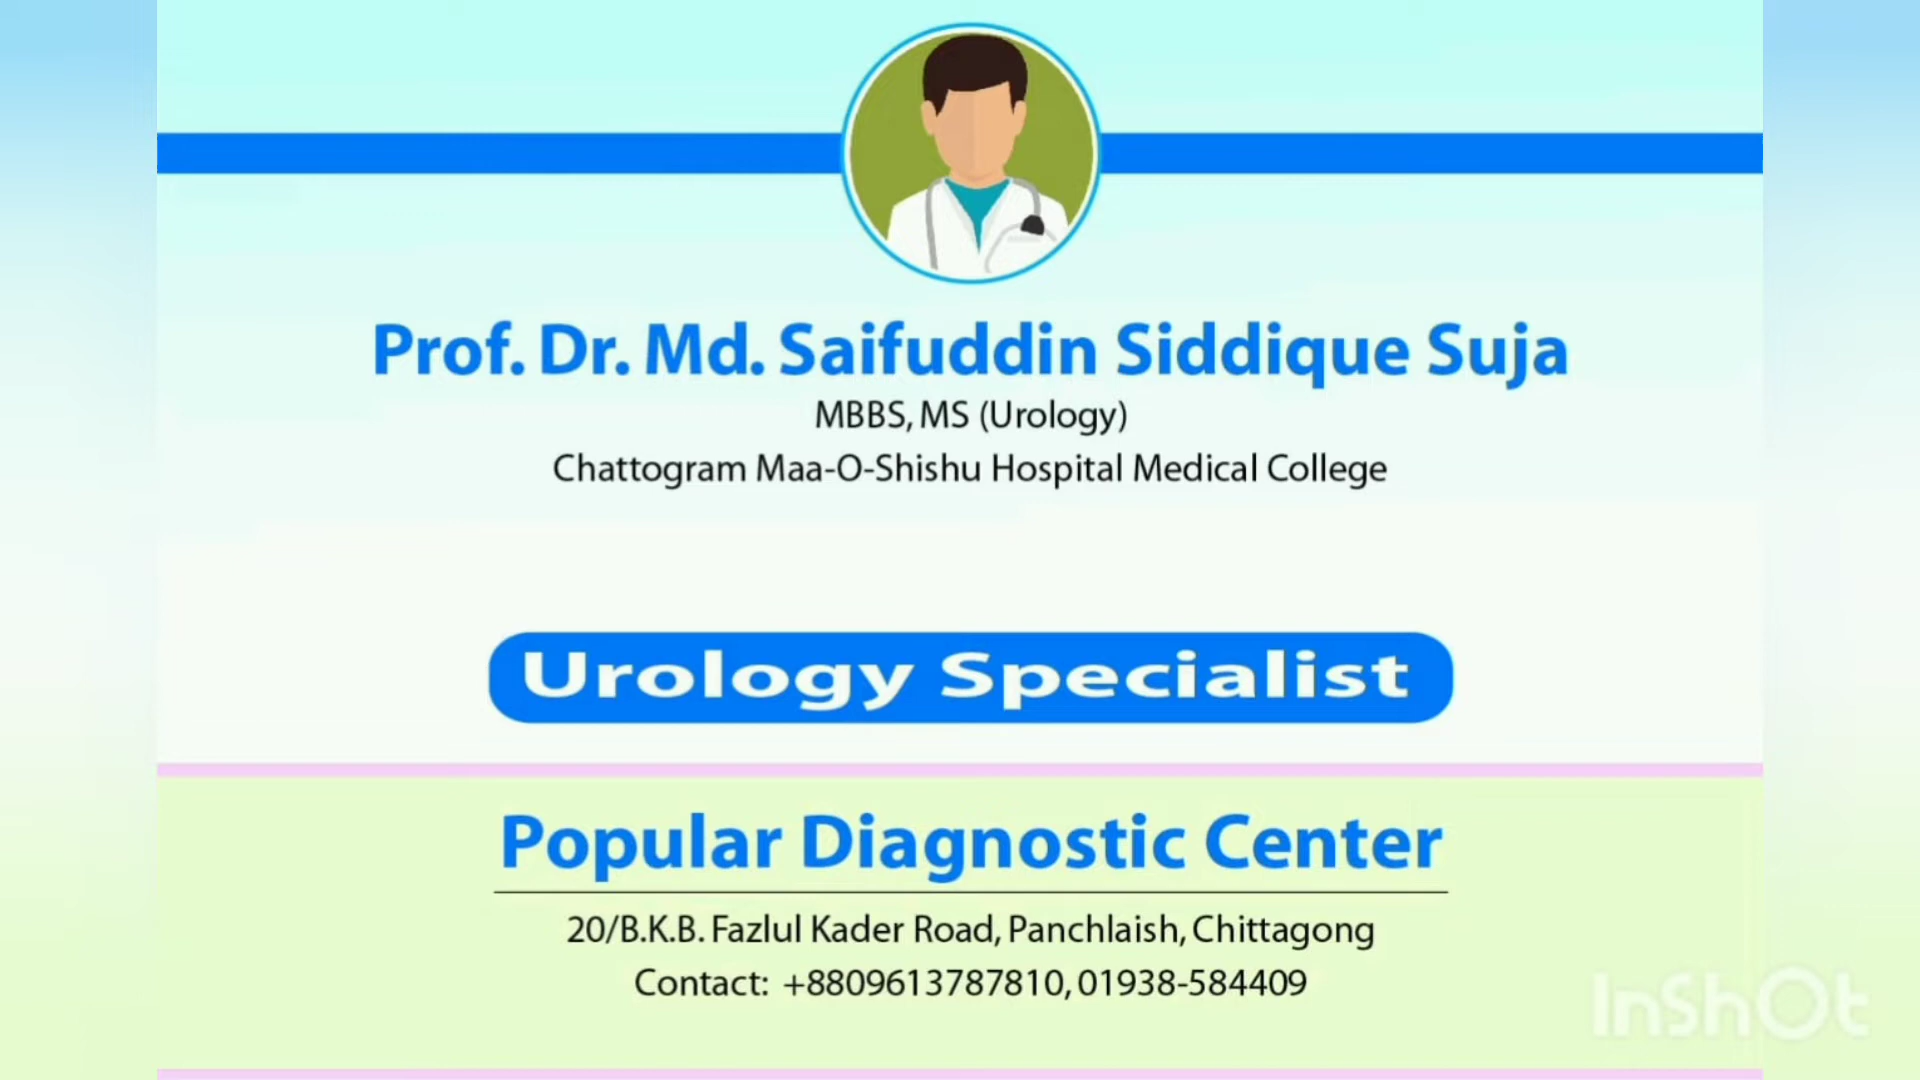 Prof. Dr. Md. Saifuddin Siddique Suja
MBBS, MS (Urology)
Chattogram Maa-O-Shishu Hospital Medical College
Urology Specialist
Popular Diagnostic Center
20/B.K.B. Fazlul Kader Road, Panchlaish, Chittagong
Contact: +8809613787810, 01938-584409
InShOt